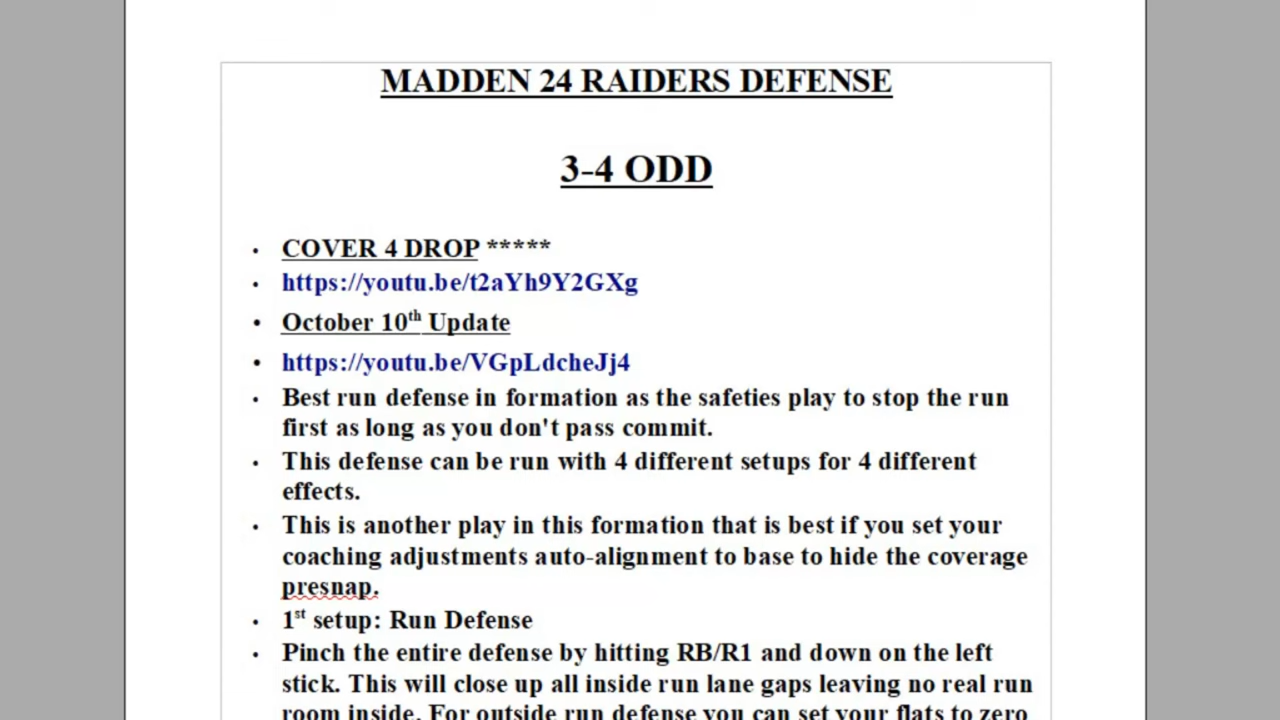 MADDEN 24 RAIDERS DEFENSE
3-4 ODD
• COVER 4 DROP *****
• https://youtu.be/t2aYh9Y2GXg
• October 10th Update
• https://youtu.be/VGpLdcheJj4
• Best run defense in formation as the safeties play to stop the run
first as long as you don't pass commit.
• This defense can be run with 4 different setups for 4 different
effects.
• This is another play in this formation that is best if you set your
coaching adjustments auto-alignment to base to hide the coverage
presnap.
• 1st setup: Run Defense
• Pinch the entire defense by hitting RB/R1 and down on the left
stick. This will close up all inside run lane gaps leaving no real run
room inside. For outside run defense you can set your flats to zero